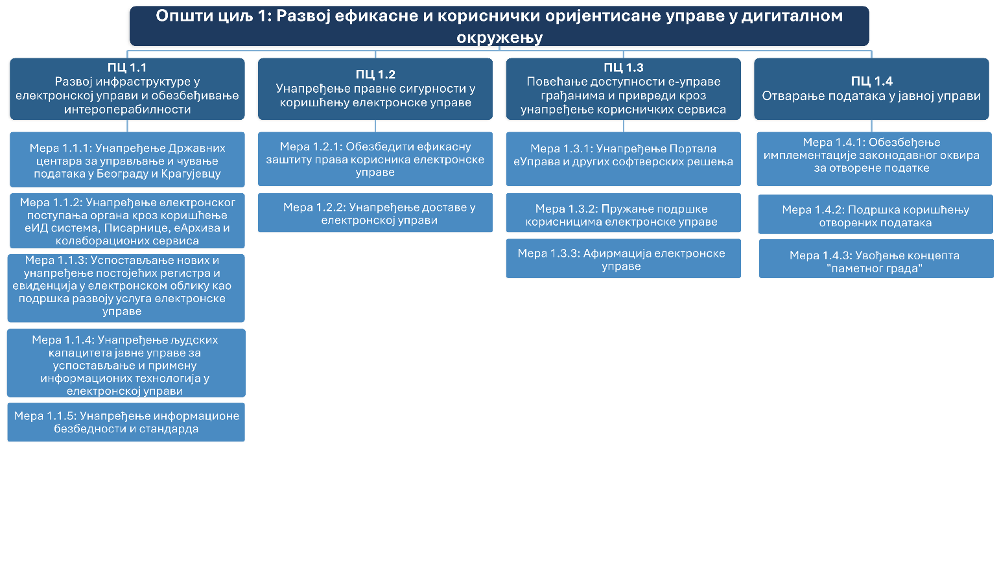 Општи циљ 1: Развој ефикасне и кориснички оријентисане управе у дигиталном
окружењу
ПЦ 1.1
Развој инфраструктуре у
електронској управи и обезбеђивање
интероперабилности
ПЦ 1.2
Унапређење правне сигурности у
коришћењу електронске управе
ПЦ 1.3
Повећање доступности е-управе
грађанима и привреди кроз
унапређење корисничких сервиса
ПЦ 1.4
Отварање података у јавној управи
Мера 1.1.1: Унапређење Државних
центара за управљање и чување
података у Београду и Крагујевцу
Мера 1.1.2: Унапређење електронског
поступања органа кроз коришћење
еИД система, Писарнице, еАрхива и
колаборационих сервиса
Мера 1.1.3: Успостављање нових и
унапређење постојећих регистра и
евиденција у електронском облику као
подршка развоју услуга електронске
управе
Мера 1.1.4: Унапређење људских
капацитета јавне управе за
успостављање и примену
информационих технологија у
електронској управи
Мера 1.1.5: Унапређење информационе
безбедности и стандарда
Мера 1.2.1: Обезбедити ефикасну
заштиту права корисника електронске
управе
Мера 1.2.2: Унапређење доставе у
електронској управи
Мера 1.3.1: Унапређење Портала
еУправа и других софтверских решења
Мера 1.3.2: Пружање подршке
корисницима електронске управе
Мера 1.3.3: Афирмација електронске
управе
Мера 1.4.1: Обезбеђење
имплементације законодавног оквира
за отворене податке
Мера 1.4.2: Подршка коришћењу
отворених података
Мера 1.4.3: Увођење концепта
"паметног града"